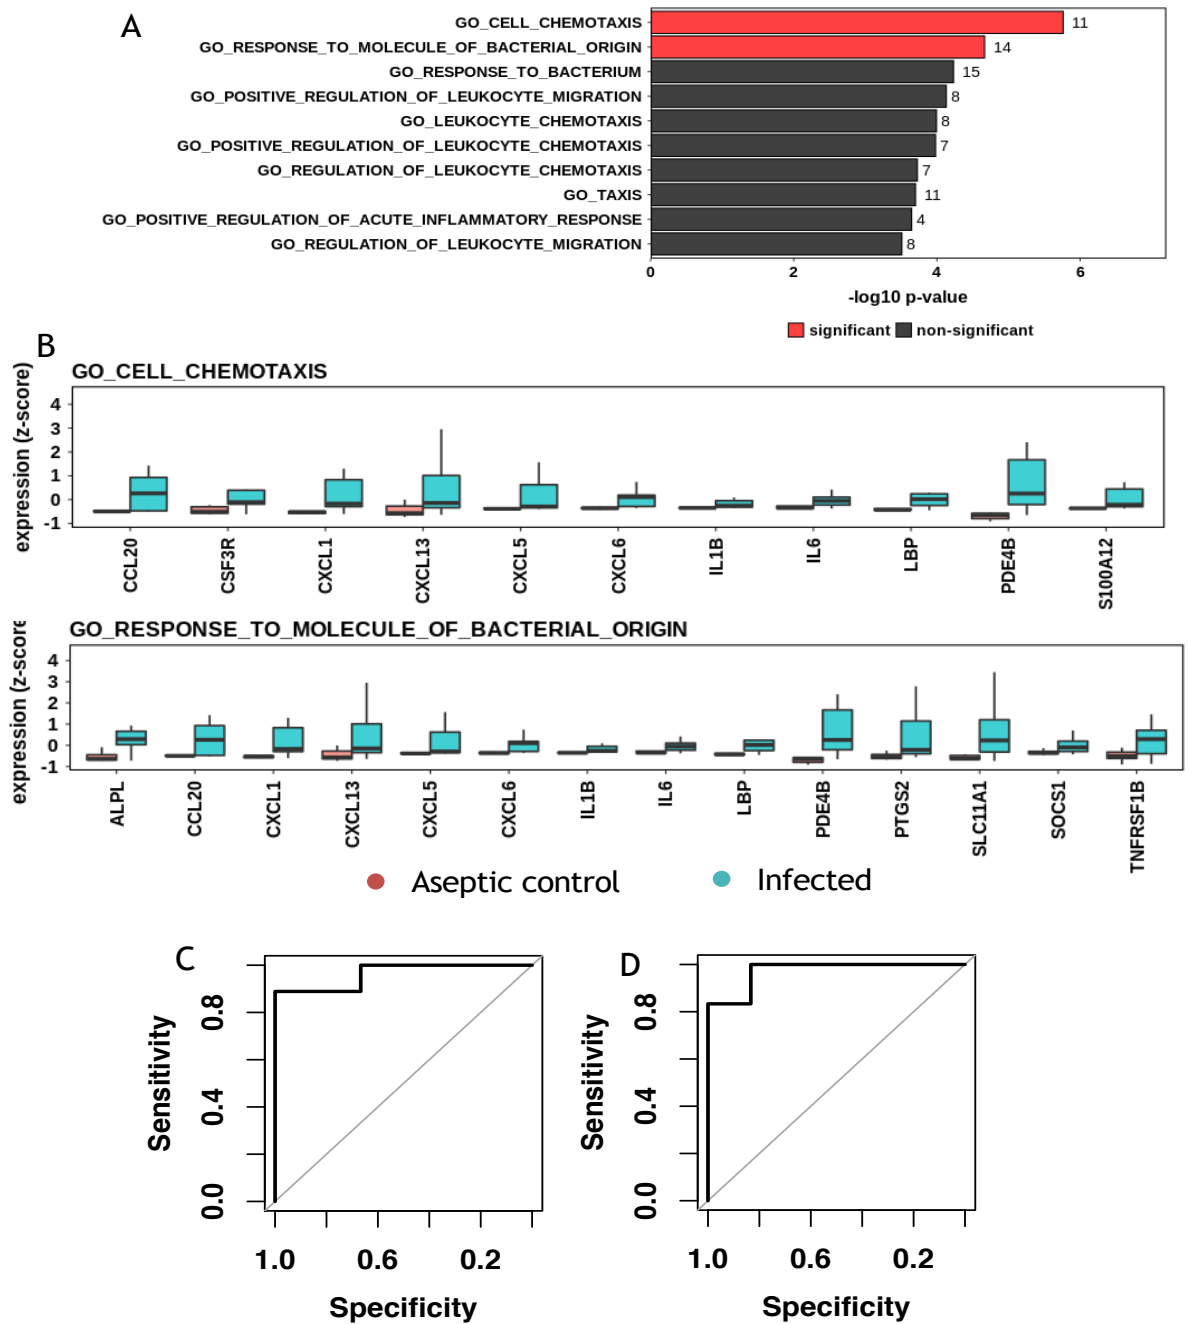 A
GO_CELL_CHEMOTAXIS 11
GO_RESPONSE_TO_MOLECULE_OF_BACTERIAL_ORIGIN 14
GO_RESPONSE_TO_BACTERIUM 15
GO_POSITIVE_REGULATION_OF_LEUKOCYTE_MIGRATION 8
GO_LEUKOCYTE_CHEMOTAXIS 8
GO_POSITIVE_REGULATION_OF_LEUKOCYTE_CHEMOTAXIS 7
GO_REGULATION_OF_LEUKOCYTE_CHEMOTAXIS 7
GO_TAXIS 11
GO_POSITIVE_REGULATION_OF_ACUTE_INFLAMMATORY_RESPONSE 4
GO_REGULATION_OF_LEUKOCYTE_MIGRATION 8
0 2 4 6
-log10 p-value
significant non-significant
B
GO_CELL_CHEMOTAXIS
expression (z-score)
4
3
2
1
0
-1
CCL20 CSF3R CXCL1 CXCL13 CXCL5 CXCL6 IL1B IL6 LBP PDE4B S100A12
GO_RESPONSE_TO_MOLECULE_OF_BACTERIAL_ORIGIN
expression (z-score
4
3
2
1
0
-1
ALPL CCL20 CXCL1 CXCL13 CXCL5 CXCL6 IL1B IL6 LBP PDE4B PTGS2 SLC11A1 SOCS1 TNFRSF1B
Aseptic control Infected
C
Sensitivity
0.8
0.4
0.0
1.0 0.6 0.2
Specificity
D
Sensitivity
0.8
0.4
0.0
1.0 0.6 0.2
Specificity